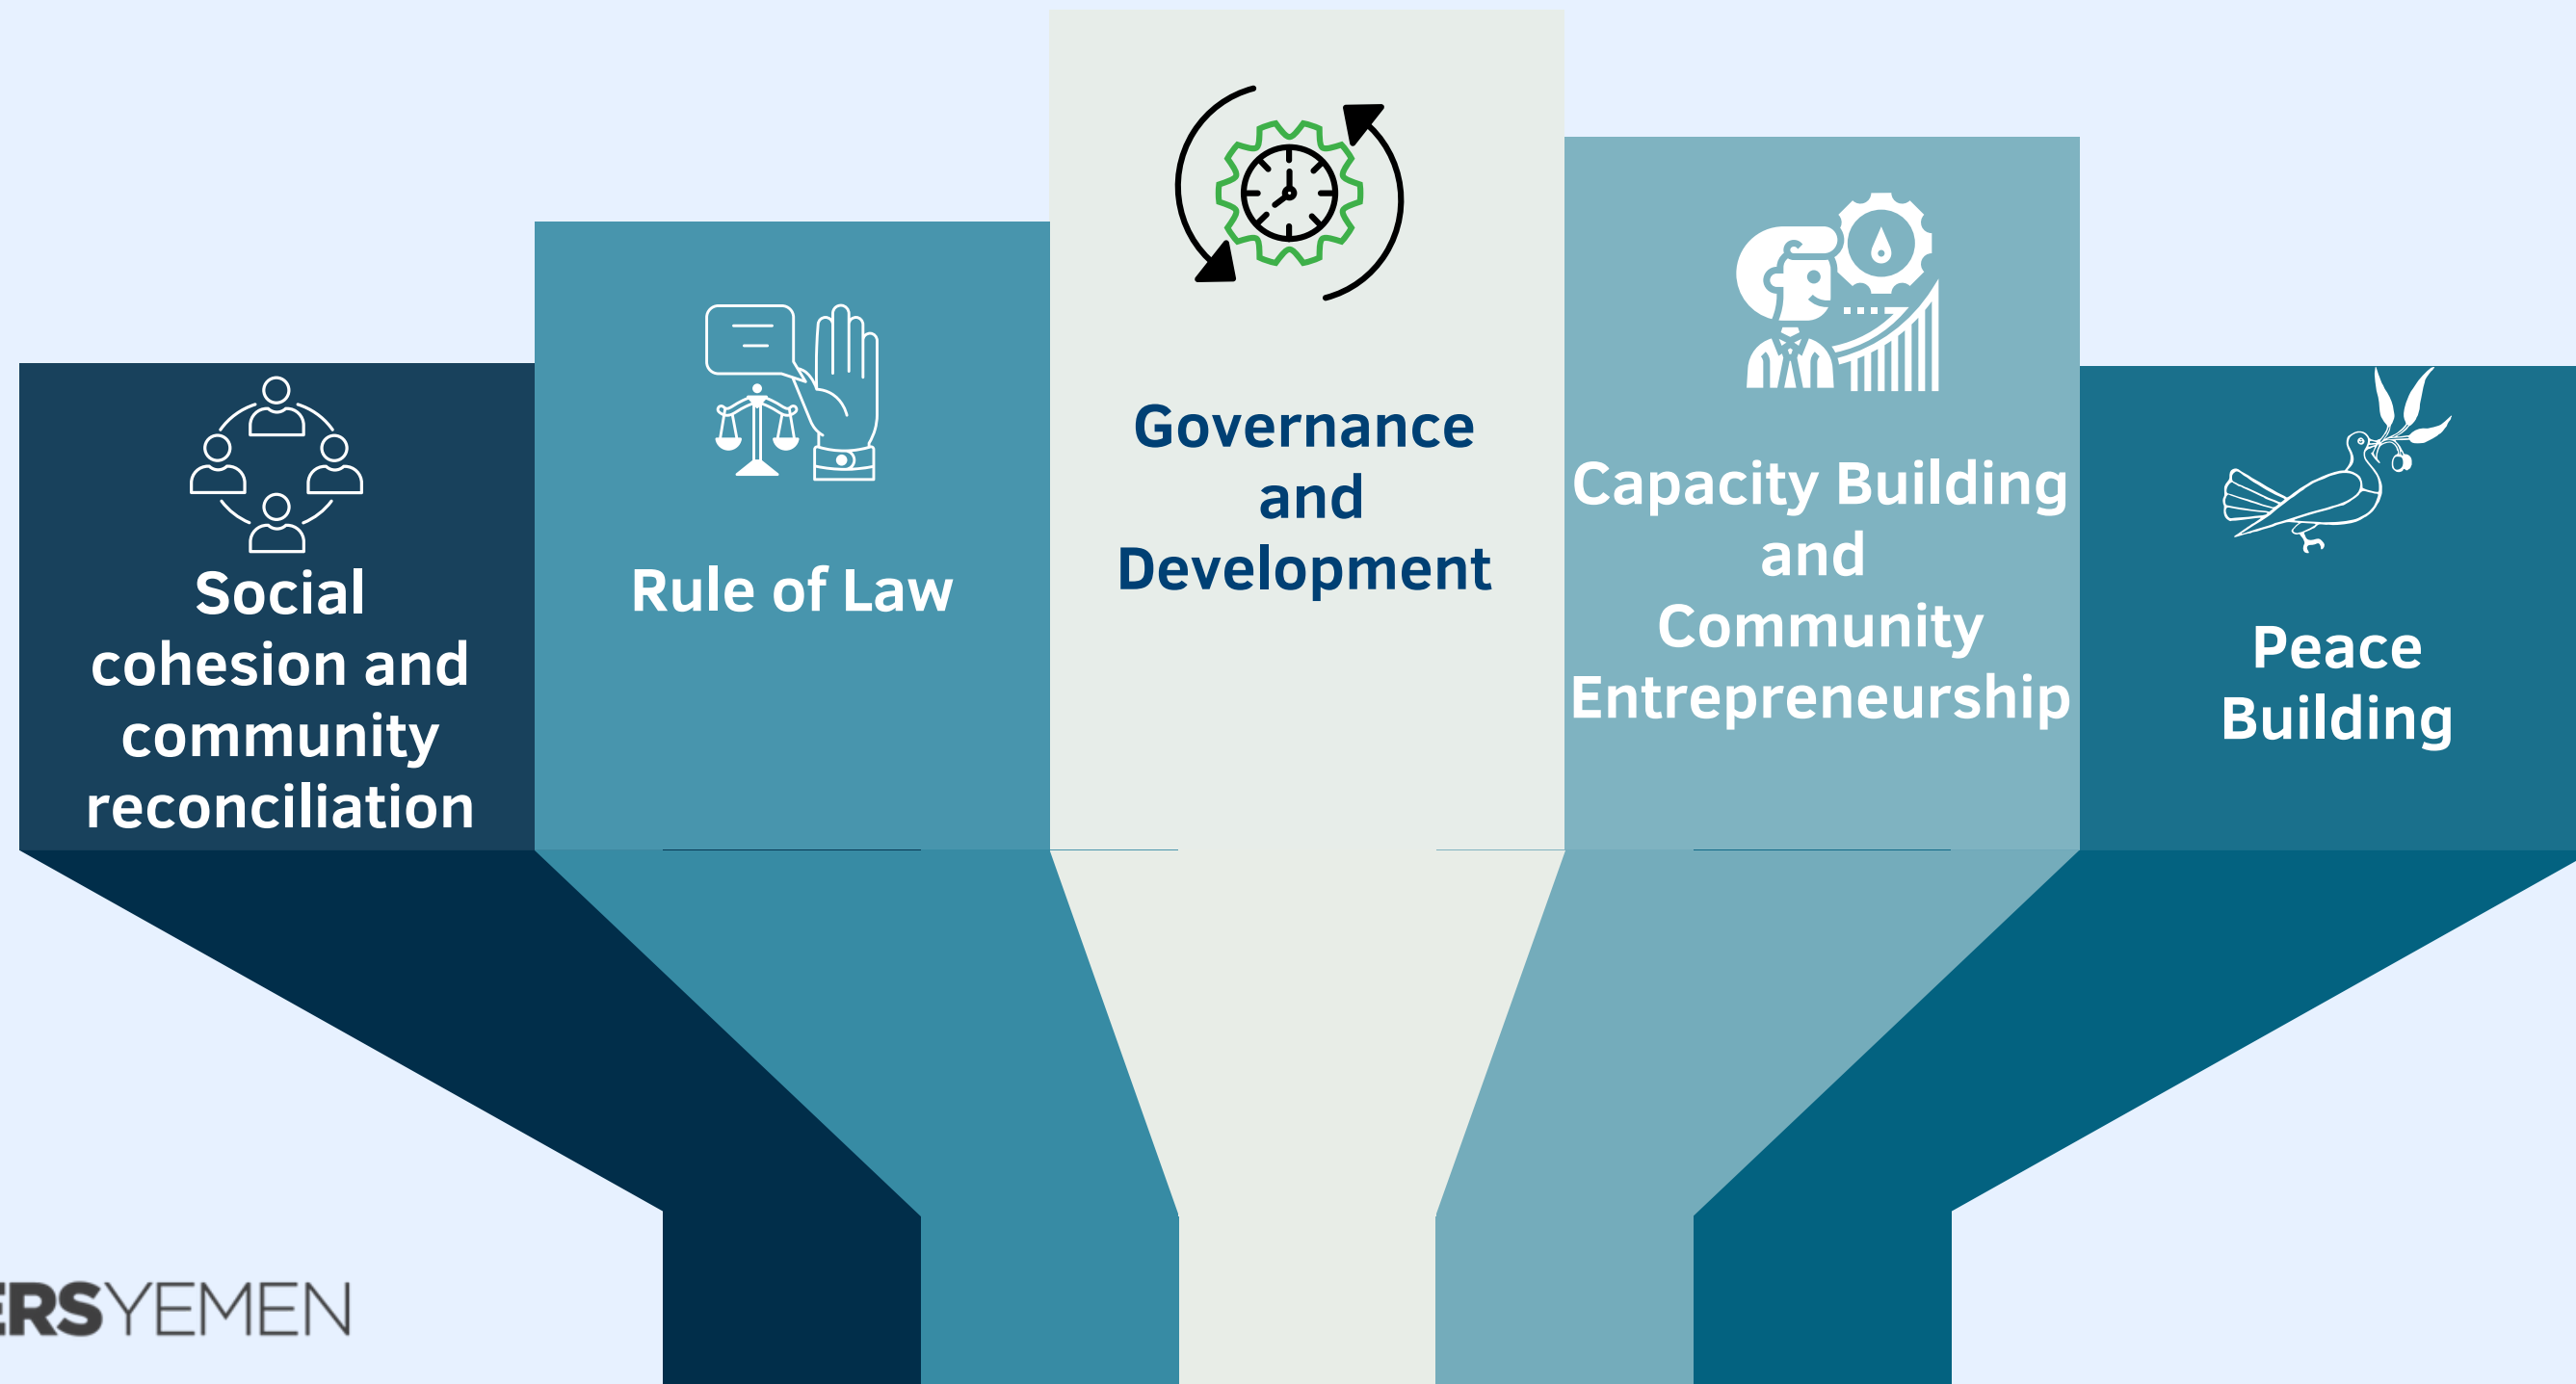 Social
cohesion and
community
reconciliation
Rule of Law
Governance
and
Development
Capacity Building
and
Community
Entrepreneurship
Peace
Building
ERSYEMEN